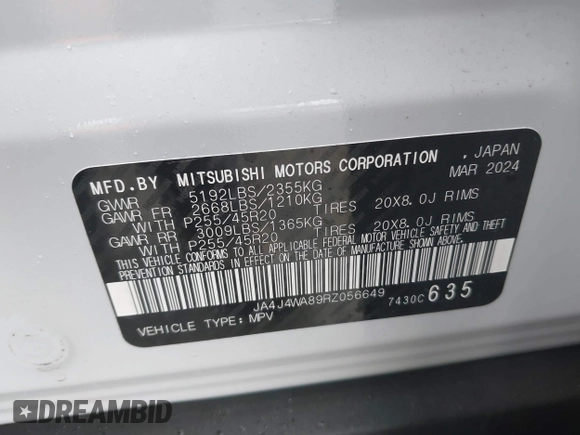 MFD.BY MITSUBISHI MOTORS CORPORATION , JAPAN
GVWR 5192LBS/2355KG MAR 2024
GAWR FR 2668LBS/1210KG
WITH P255/45R20 TIRES 20X8.0J RIMS
GAWR RR 3009LBS/1365KG
WITH P255/45R20 TIRES 20X8.0J RIMS
THIS VEHICLE CONFORMS TO ALL APPLICABLE FEDERAL MOTOR VEHICLE SAFETY AND THEFT
PREVENTION STANDARDS IN EFFECT ON THE DATE OF MANUFACTURE SHOWN ABOVE.
JA4J4WA89RZ056649 7430C 635
VEHICLE TYPE:MPV
DREAMBID